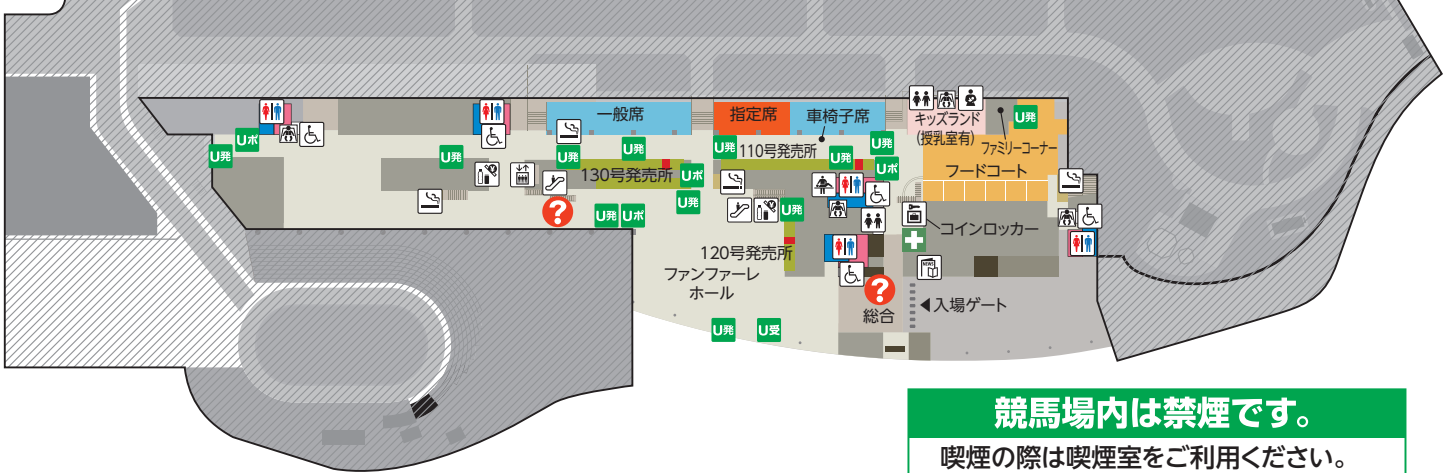 一般席
指定席
車椅子席
キッズランド
(授乳室有)
U発
ファミリーコーナー
Uポ
U発
U発
U発
U発
U発
110号発売所
U発
U発
Uポ
フードコート
130号発売所
Uポ
U発
U発
Uポ
U発
コインロッカー
120号発売所
ファンファーレ
ホール
NEWS
?
?
総合
◀入場ゲート
U発
U受
競馬場内は禁煙です。
喫煙の際は喫煙室をご利用ください。